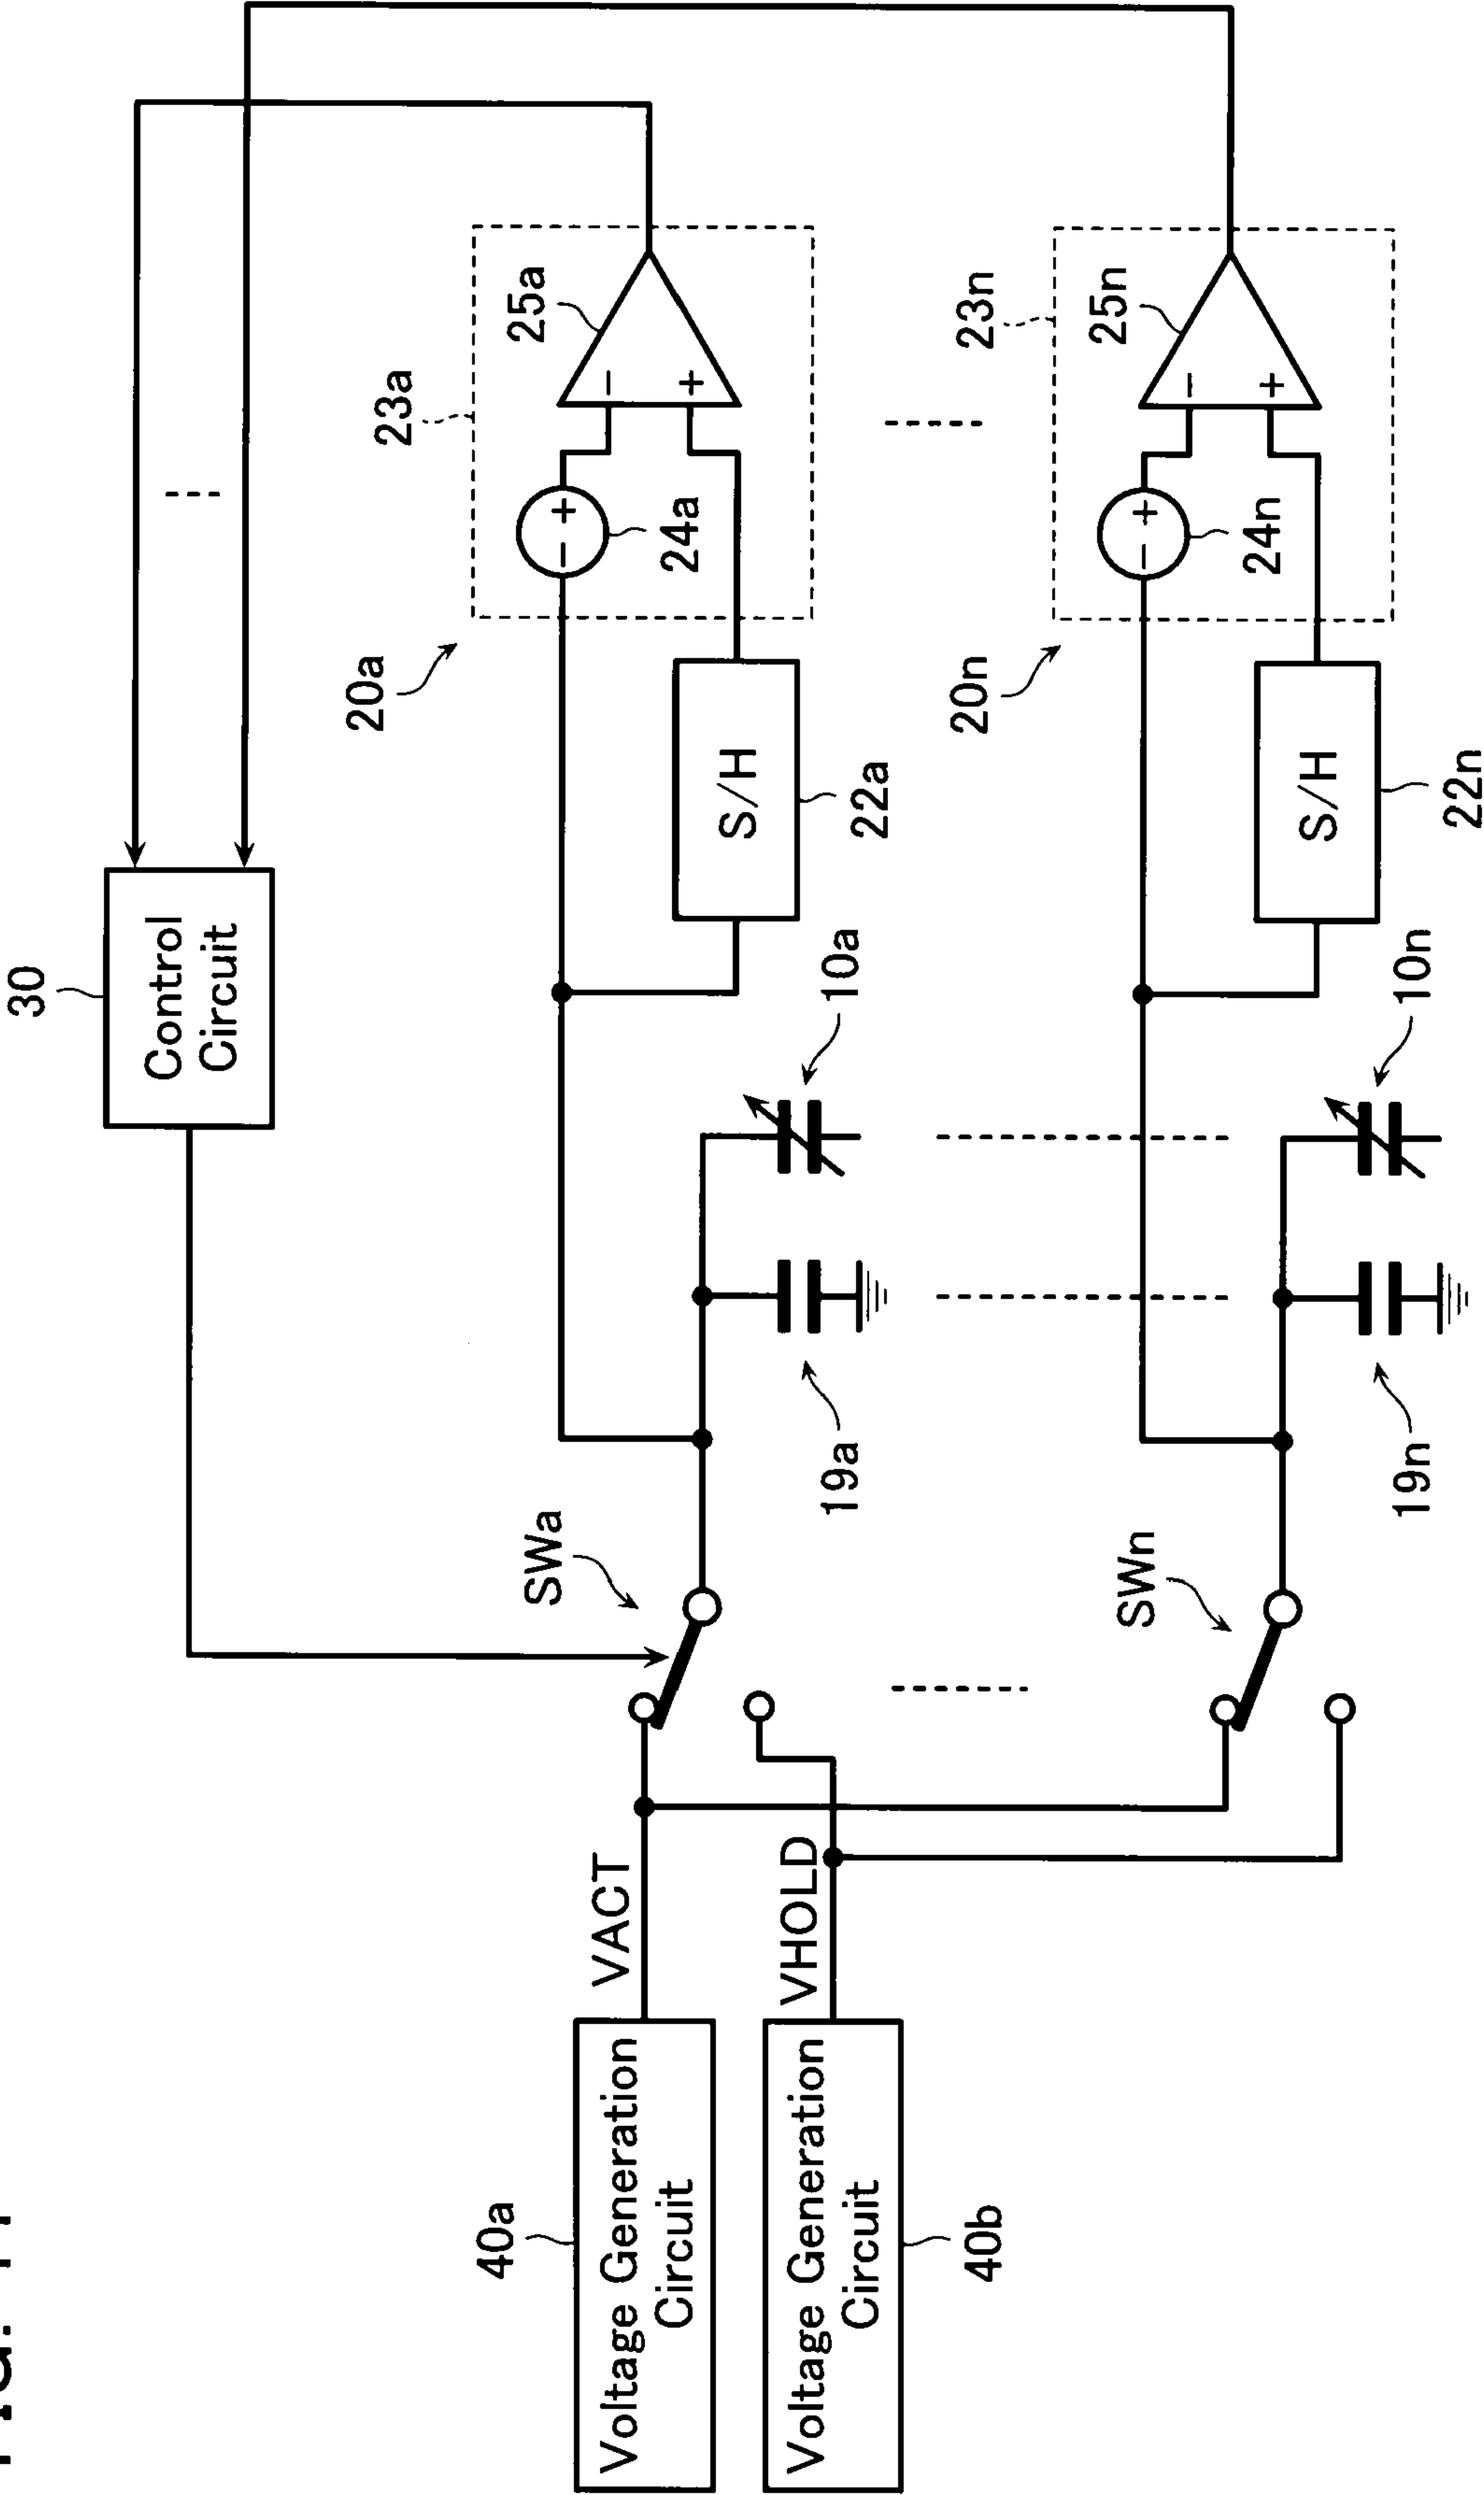 30
Control
Circuit
23a
25a
24a
20a
S/H
22a
23n
25n
24n
20n
S/H
22n
10a
19a
SWa
10n
19n
SWn
40a
Voltage Generation
Circuit
VACT
Voltage Generation
Circuit
VHOLD
40b
+
−
−
+
+
−
−
+